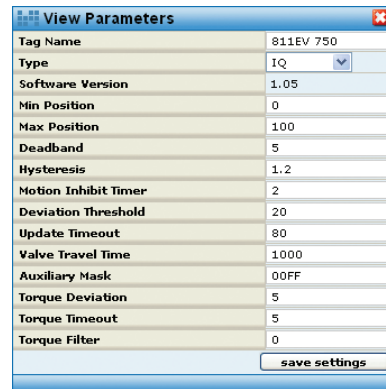 View Parameters
Tag Name 811EV 750
Type IQ
Software Version 1.05
Min Position 0
Max Position 100
Deadband 5
Hysteresis 1.2
Motion Inhibit Timer 2
Deviation Threshold 20
Update Timeout 80
Valve Travel Time 1000
Auxiliary Mask 00FF
Torque Deviation 5
Torque Timeout 5
Torque Filter 0
save settings